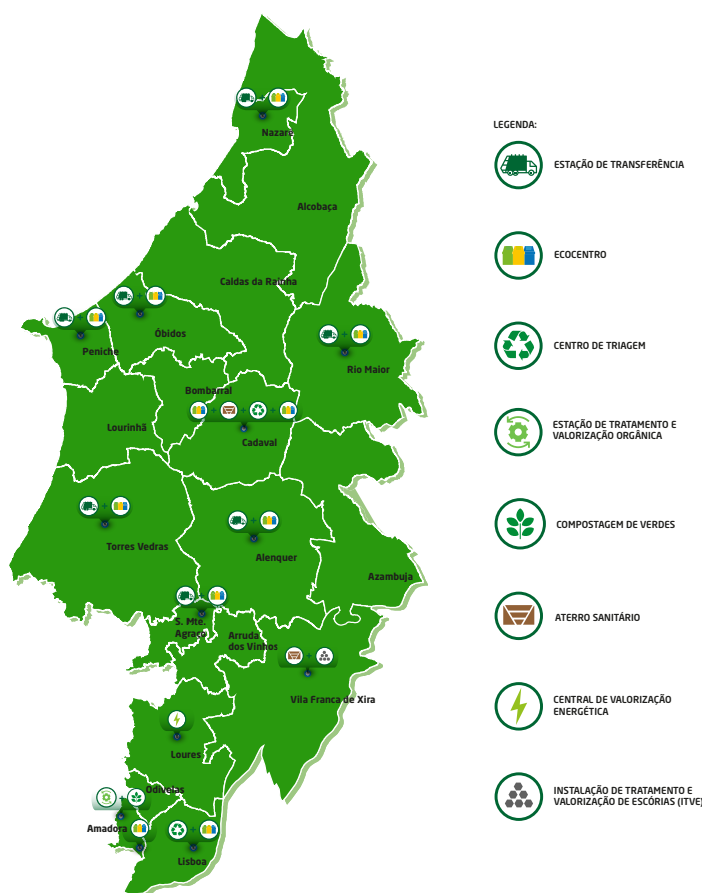 Nazaré
Alcobaça
Caldas da Rainha
Óbidos
Peniche
Rio Maior
Bombarral
Lourinhã
Cadaval
Torres Vedras
Alenquer
Azambuja
S. Mte.
Agraço
Arruda
dos Vinhos
Vila Franca de Xira
Loures
Odivelas
Amadora
Lisboa
LEGENDA:
ESTAÇÃO DE TRANSFERÊNCIA
ECOCENTRO
CENTRO DE TRIAGEM
ESTAÇÃO DE TRATAMENTO E
VALORIZAÇÃO ORGÂNICA
COMPOSTAGEM DE VERDES
ATERRO SANITÁRIO
CENTRAL DE VALORIZAÇÃO
ENERGÉTICA
INSTALAÇÃO DE TRATAMENTO E
VALORIZAÇÃO DE ESCÓRIAS (ITVE)